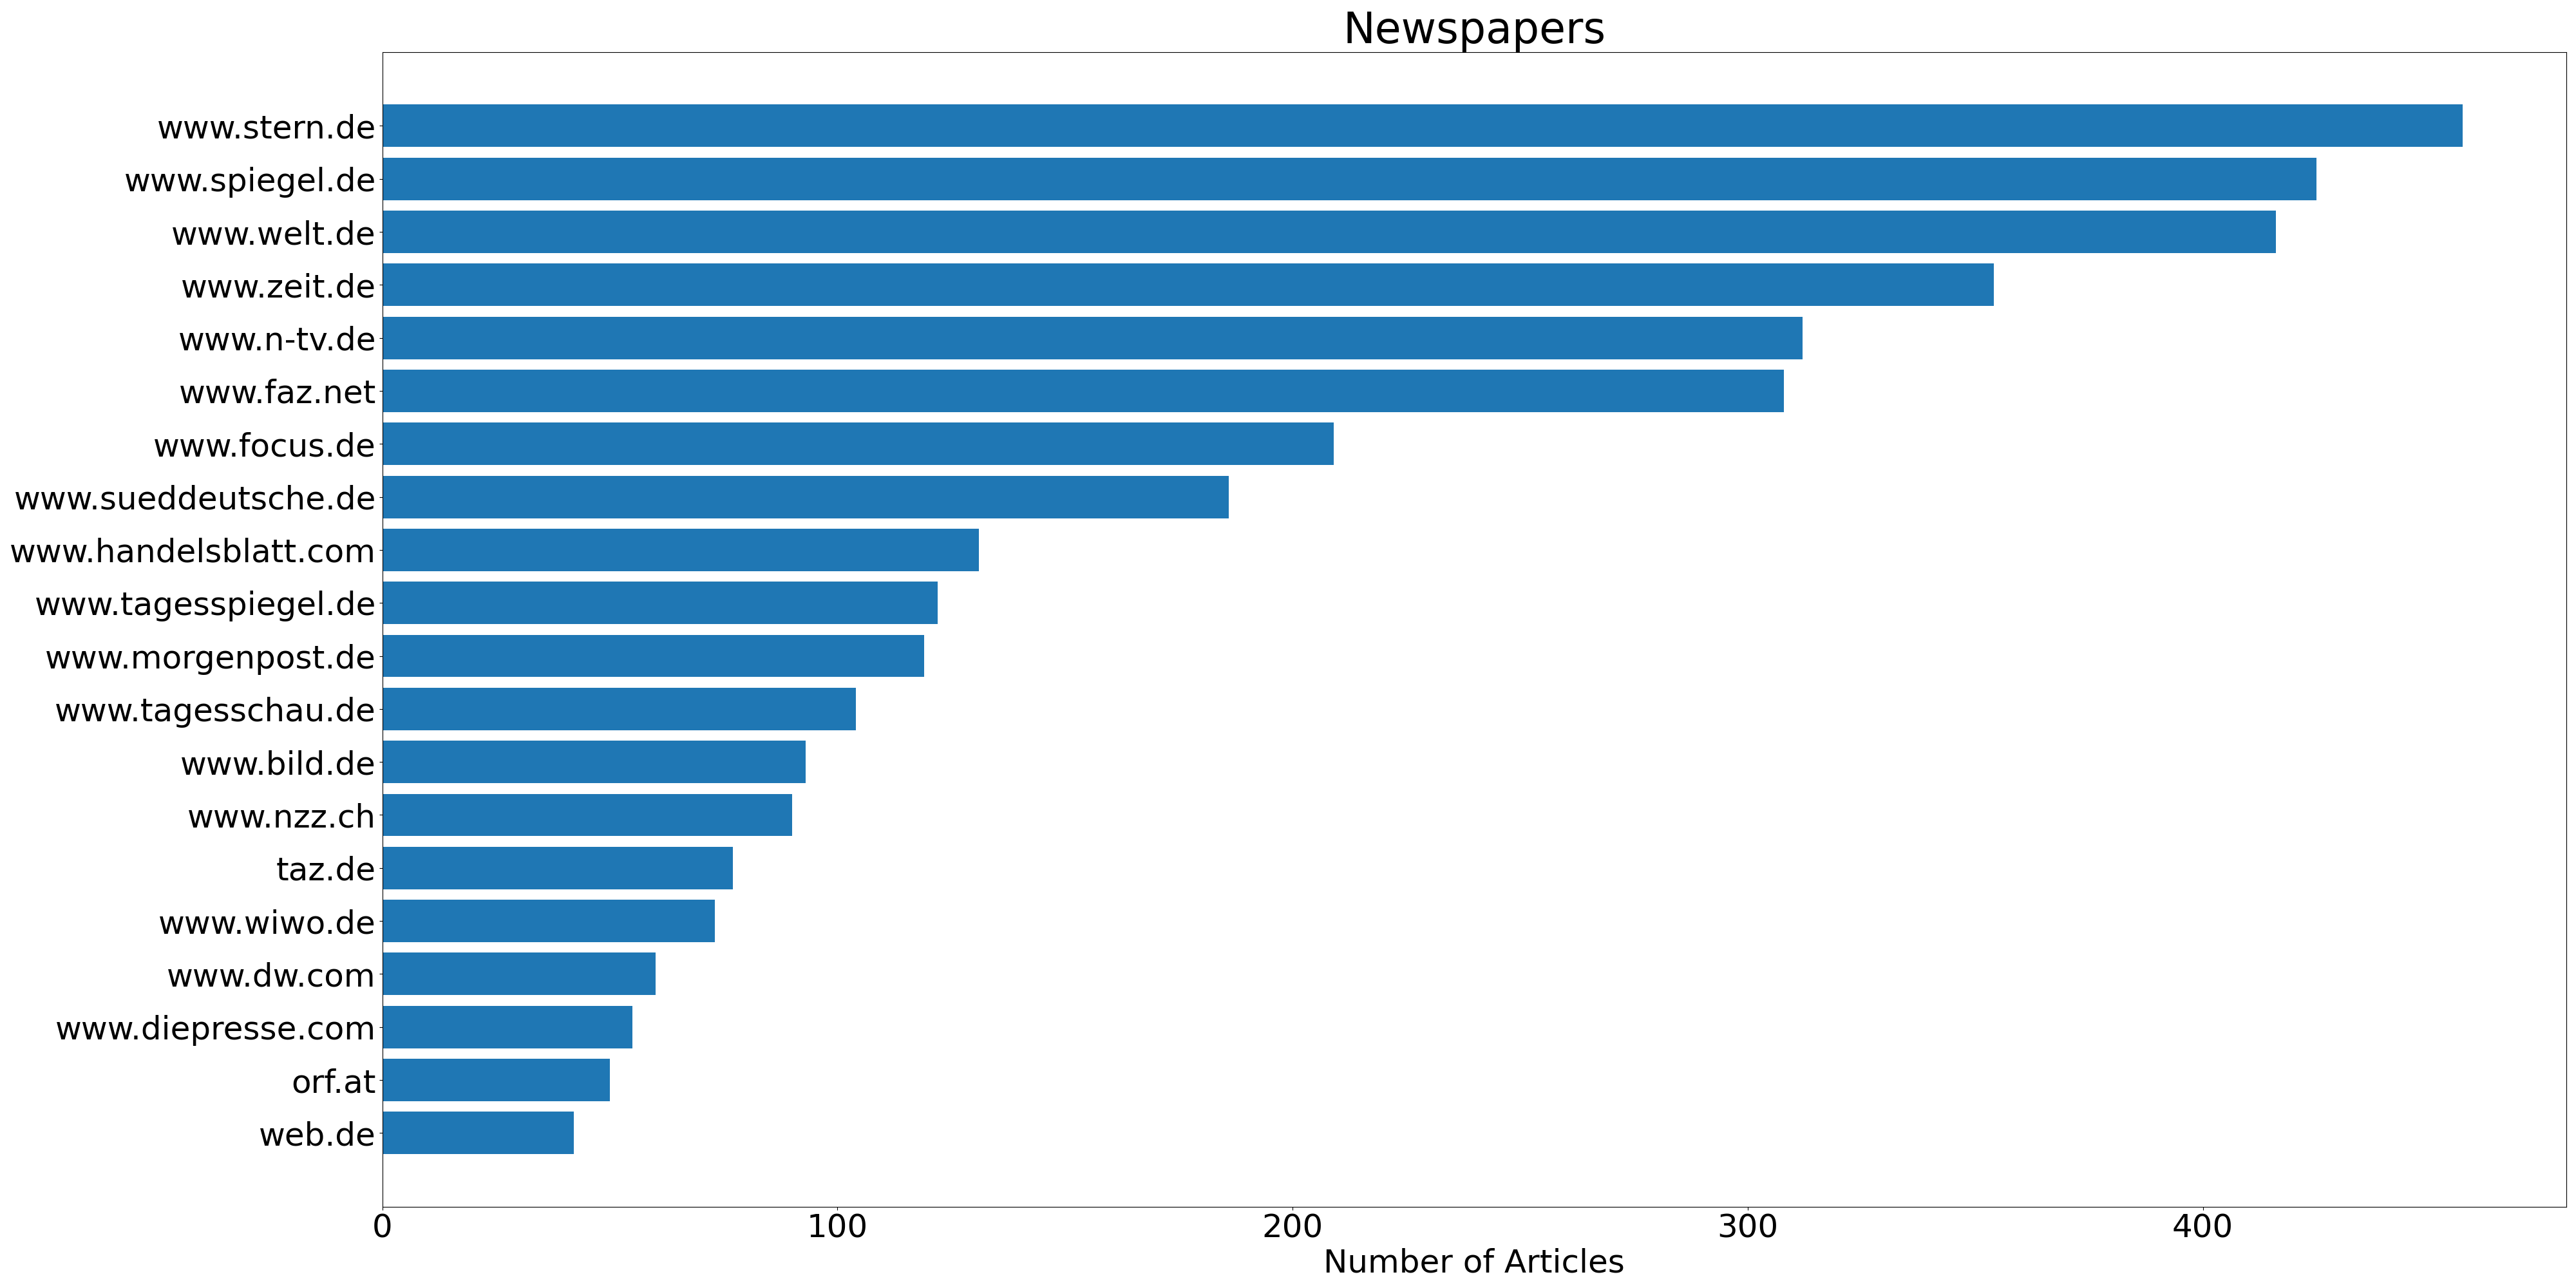 Newspapers
www.stern.de
www.spiegel.de
www.welt.de
www.zeit.de
www.n-tv.de
www.faz.net
www.focus.de
www.sueddeutsche.de
www.handelsblatt.com
www.tagesspiegel.de
www.morgenpost.de
www.tagesschau.de
www.bild.de
www.nzz.ch
taz.de
www.wiwo.de
www.dw.com
www.diepresse.com
orf.at
web.de
0 100 200 300 400
Number of Articles